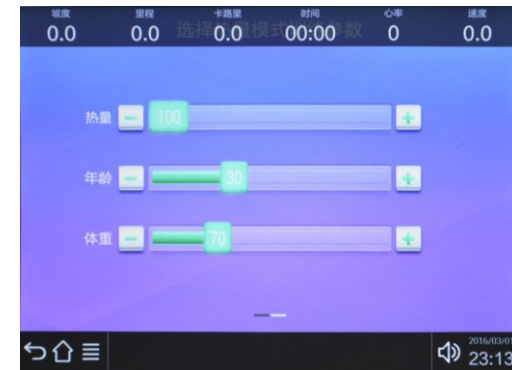 坡度 里程 卡路里 时间 心率 速度
0.0 0.0 0.0 00:00 0 0.0
热量 100
年龄 30
体重 70
2016/03/01
23:13